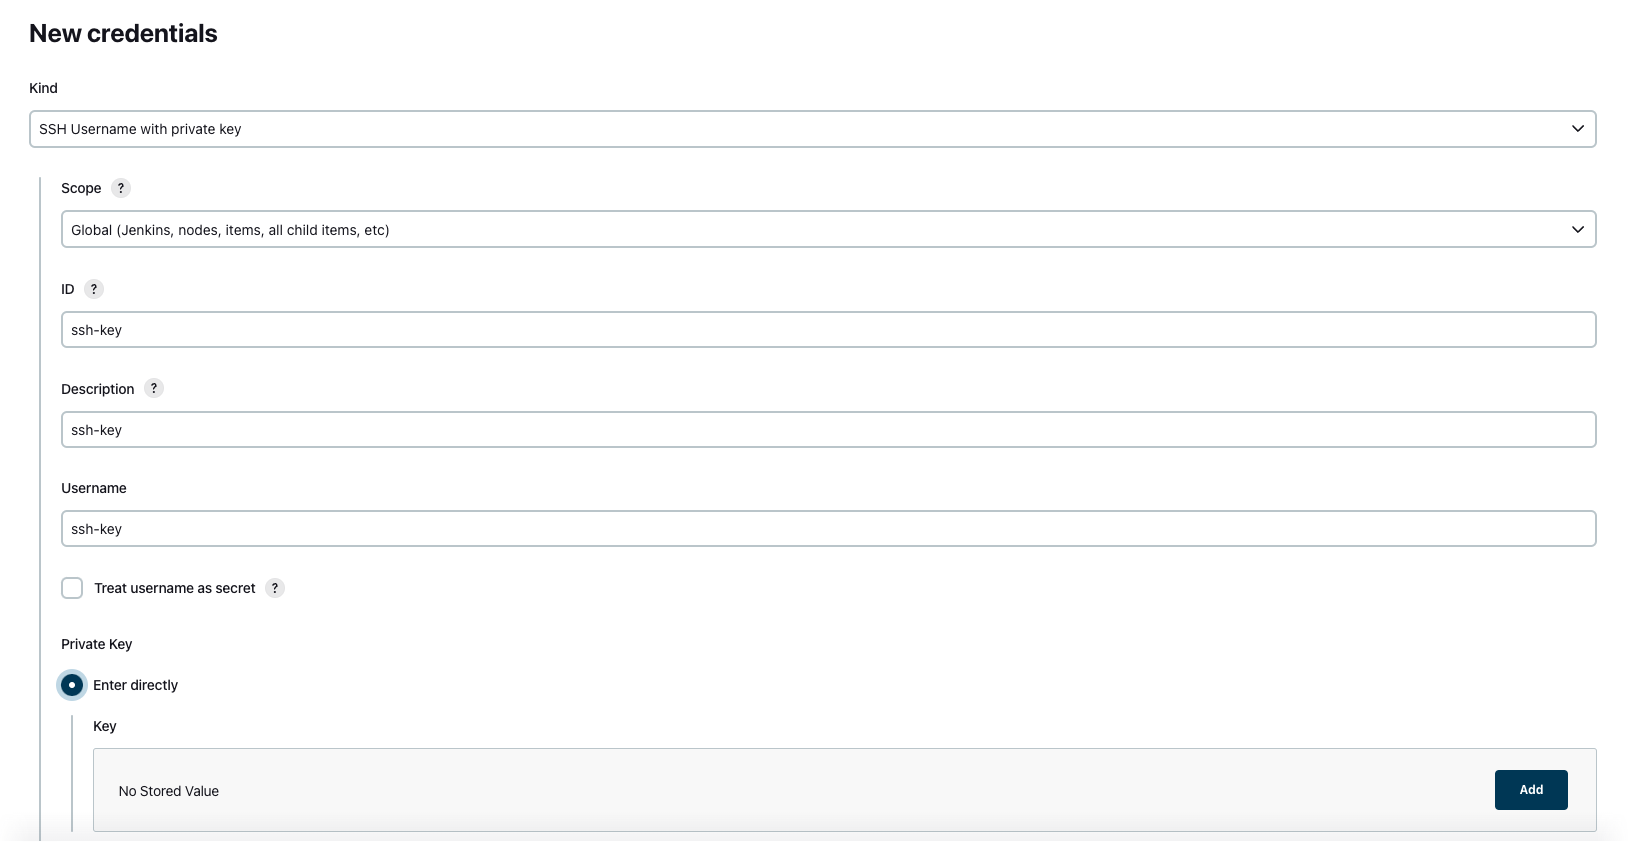 New credentials
Kind
SSH Username with private key
Scope ?
Global (Jenkins, nodes, items, all child items, etc)
ID ?
ssh-key
Description ?
ssh-key
Username
ssh-key
Treat username as secret ?
Private Key
Enter directly
Key
No Stored Value
Add